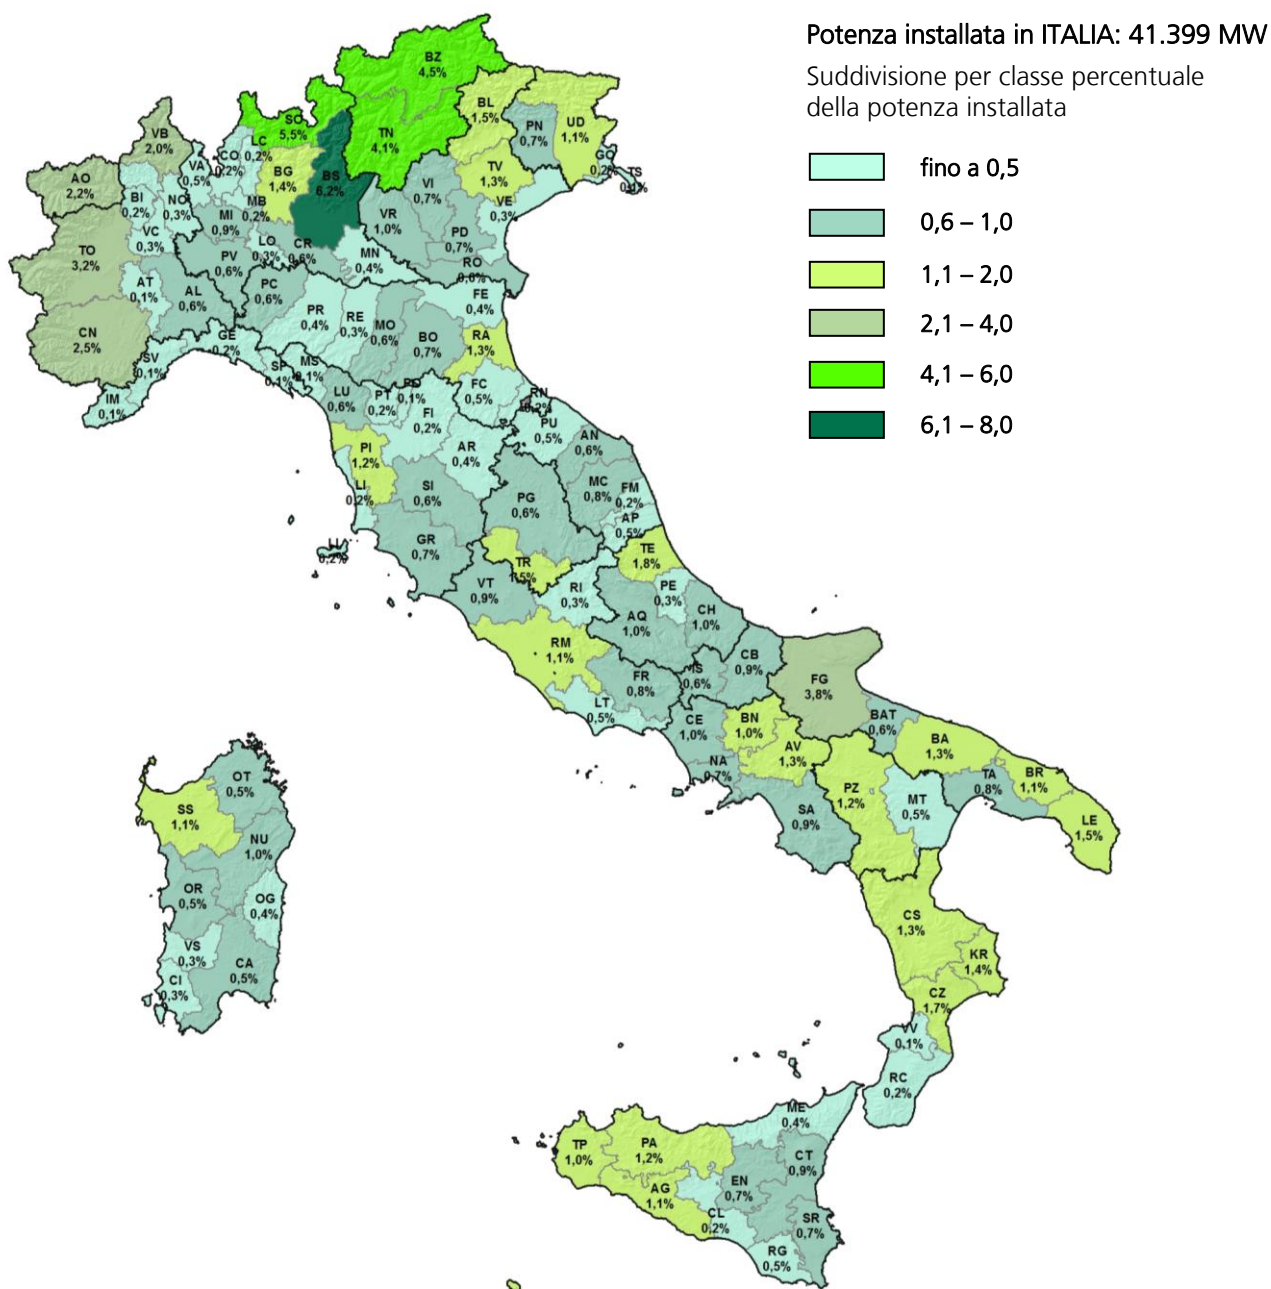 Potenza installata in ITALIA: 41.399 MW
Suddivisione per classe percentuale
della potenza installata
fino a 0,5
0,6 – 1,0
1,1 – 2,0
2,1 – 4,0
4,1 – 6,0
6,1 – 8,0
BZ
4,5%
SO
5,5%
TN
4,1%
BL
1,5%
UD
1,1%
PN
0,7%
GO
0,2%
TS
VB
2,0%
VA
0,5%
CO
0,2%
LC
0,2%
BG
1,4%
BS
6,2%
TV
1,3%
VI
0,7%
VE
0,3%
AO
2,2%
BI
0,2%
NO
0,3%
MI
0,9%
MB
0,2%
VR
1,0%
PD
0,7%
VC
0,3%
TO
3,2%
PV
0,6%
LO
0,3%
CR
0,6%
MN
0,4%
RO
AT
0,1%
AL
0,6%
PC
0,6%
PR
0,4%
RE
0,3%
MO
0,6%
FE
0,4%
BO
0,7%
RA
1,3%
CN
2,5%
SV
0,1%
GE
0,2%
IM
0,1%
SP
0,1%
MS
0,1%
LU
0,6%
PT
0,2%
0,1%
FI
0,2%
FC
0,5%
RN
0,2%
PU
0,5%
AN
0,6%
AR
0,4%
PI
1,2%
LI
0,2%
SI
0,6%
PG
0,6%
MC
0,8%
FM
0,2%
AP
0,5%
GR
0,7%
LI
0,2%
TR
TE
1,8%
VT
0,9%
RI
0,3%
PE
0,3%
AQ
1,0%
CH
1,0%
RM
1,1%
FR
0,8%
IS
0,6%
CB
0,9%
LT
0,5%
FG
3,8%
CE
1,0%
BN
1,0%
BAT
0,6%
BA
1,3%
AV
1,3%
NA
0,7%
PZ
1,2%
MT
0,5%
TA
0,8%
BR
1,1%
SA
0,9%
LE
1,5%
OT
0,5%
SS
1,1%
NU
1,0%
OR
0,5%
OG
0,4%
VS
0,3%
CA
0,5%
CI
0,3%
CS
1,3%
KR
1,4%
CZ
1,7%
VV
0,1%
RC
0,2%
ME
0,4%
TP
1,0%
PA
1,2%
CT
0,9%
AG
1,1%
EN
0,7%
CL
0,2%
SR
0,7%
RG
0,5%